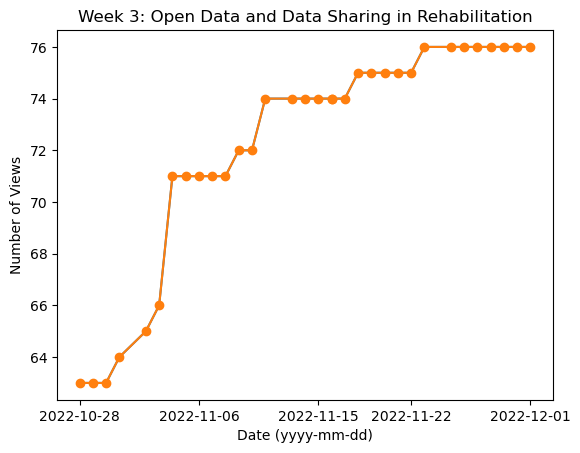 Week 3: Open Data and Data Sharing in Rehabilitation
76
74
72
70
68
66
64
Number of Views
2022-10-28 2022-11-06 2022-11-15 2022-11-22 2022-12-01
Date (yyyy-mm-dd)